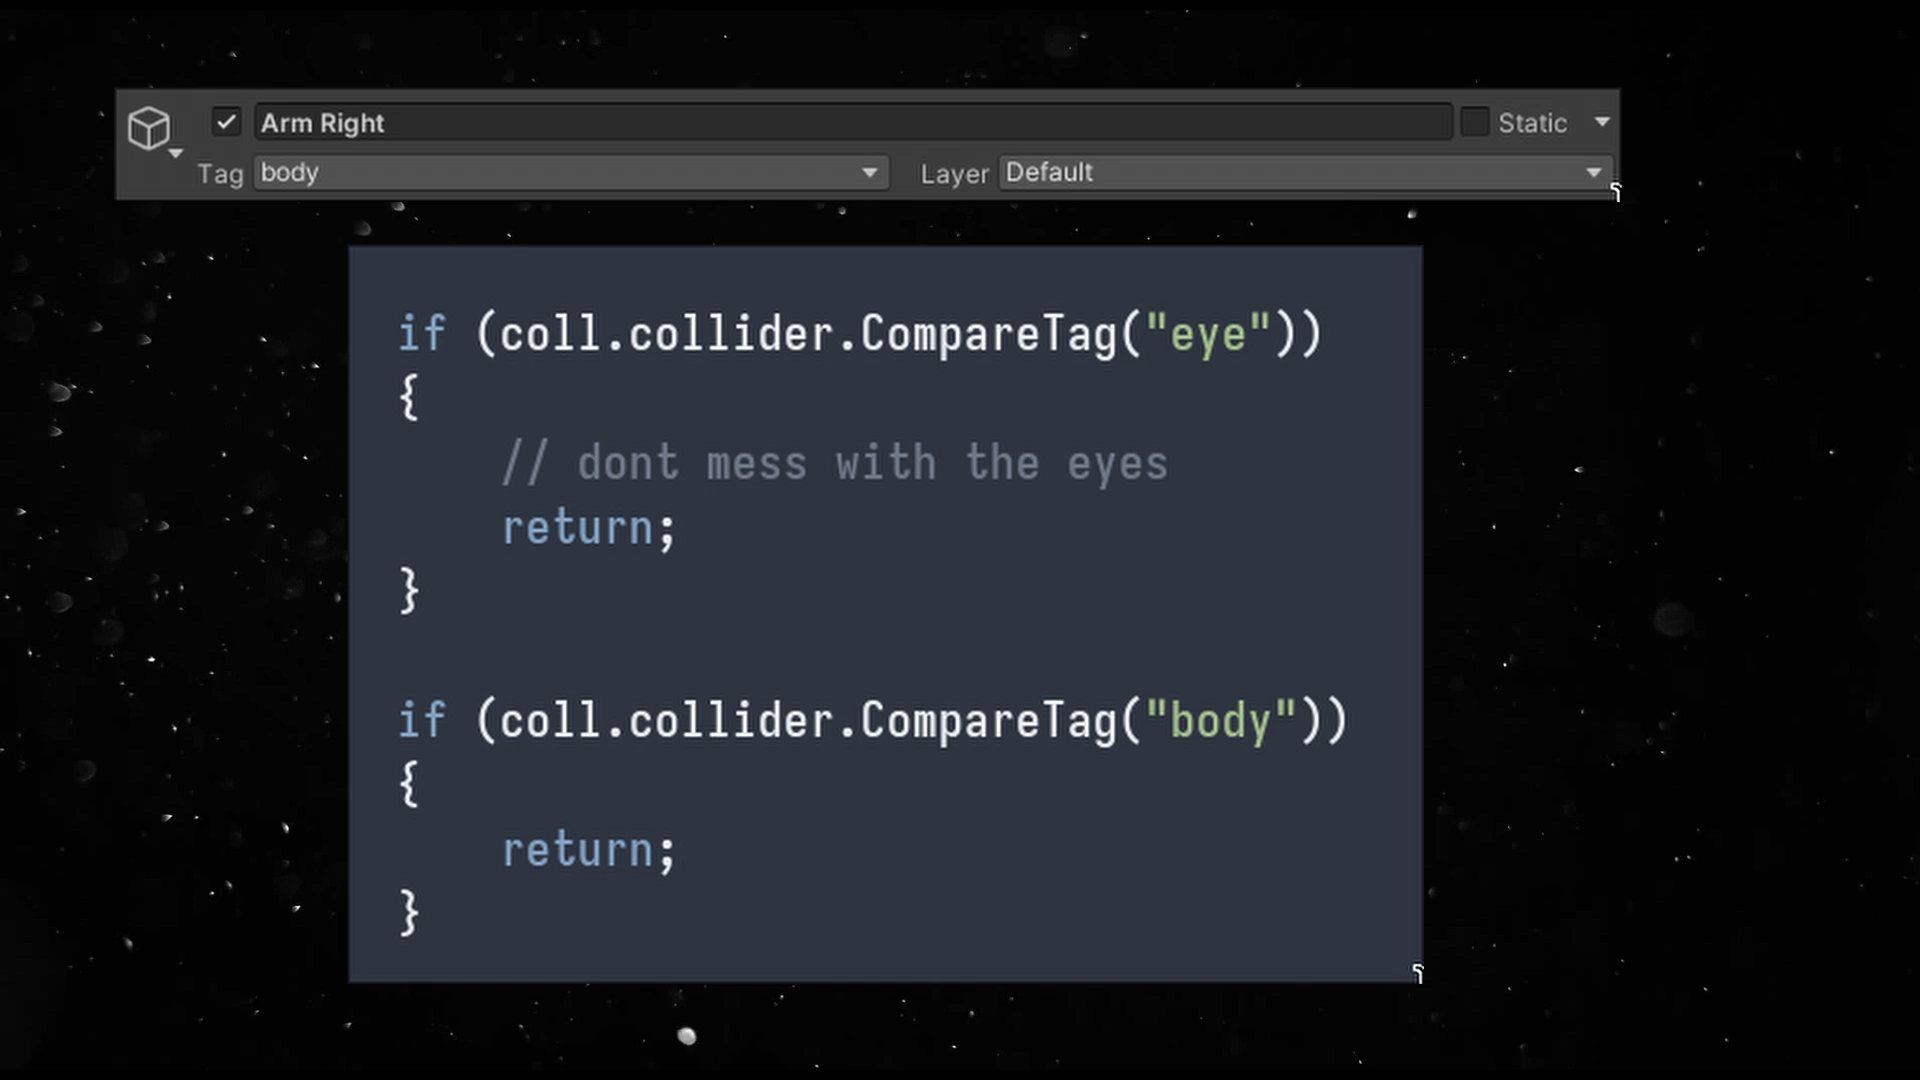 Arm Right
Static
Tag body Layer Default
if (coll.collider.CompareTag("eye"))
{
// dont mess with the eyes
return;
}
if (coll.collider.CompareTag("body"))
{
return;
}